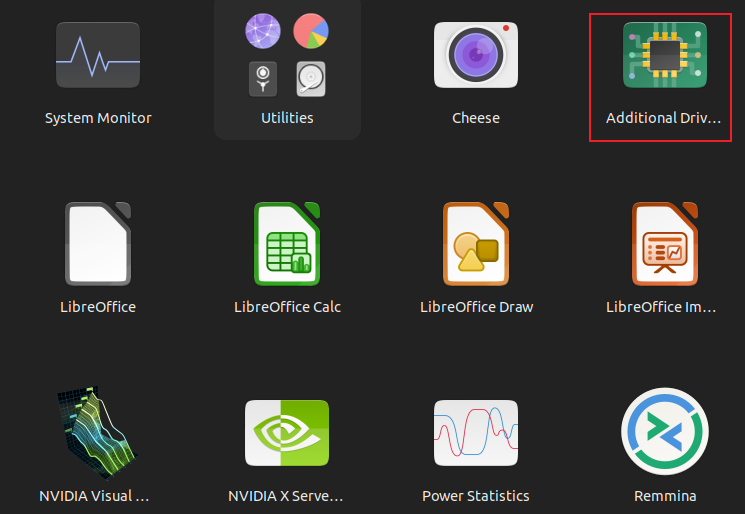 System Monitor
Utilities
Cheese
Additional Driv...
LibreOffice
LibreOffice Calc
LibreOffice Draw
LibreOffice Im...
NVIDIA Visual ...
NVIDIA X Serve...
Power Statistics
Remmina